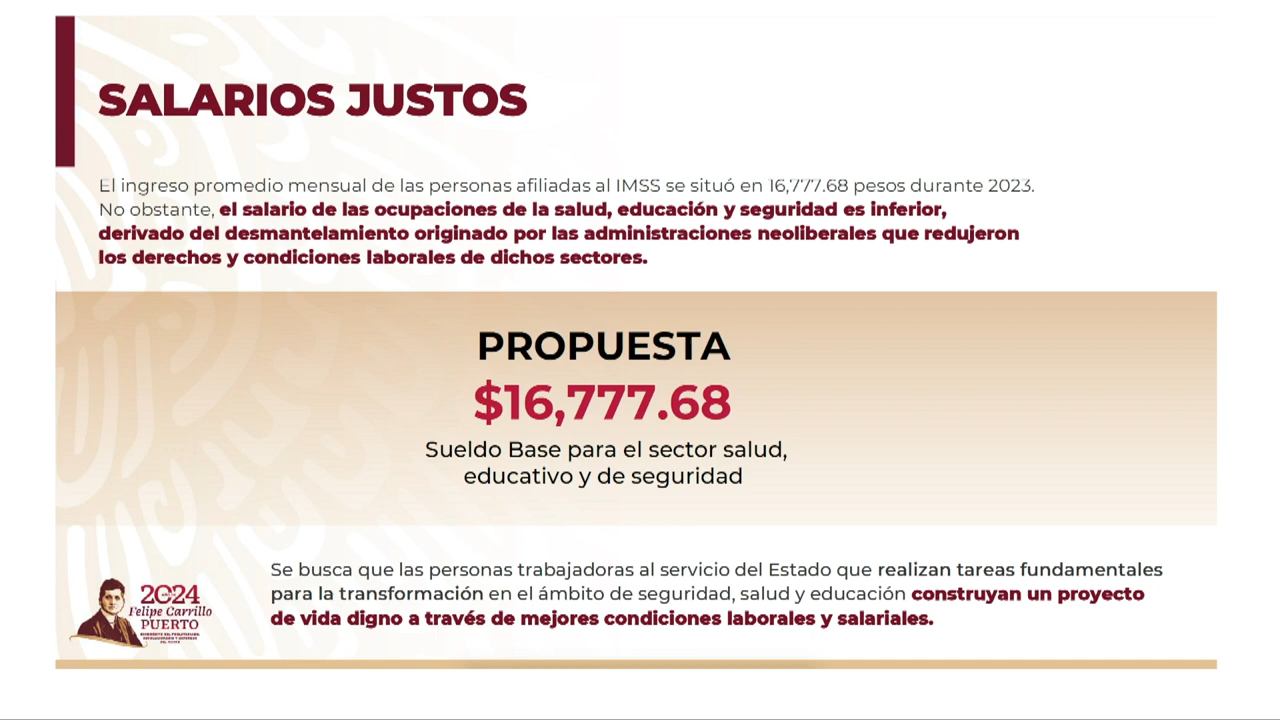 SALARIOS JUSTOS
El ingreso promedio mensual de las personas afiliadas al IMSS se situó en 16,777.68 pesos durante 2023.
No obstante, el salario de las ocupaciones de la salud, educación y seguridad es inferior,
derivado del desmantelamiento originado por las administraciones neoliberales que redujeron
los derechos y condiciones laborales de dichos sectores.
PROPUESTA
$16,777.68
Sueldo Base para el sector salud,
educativo y de seguridad
Se busca que las personas trabajadoras al servicio del Estado que realizan tareas fundamentales
para la transformación en el ámbito de seguridad, salud y educación construyan un proyecto
de vida digno a través de mejores condiciones laborales y salariales.
2024
Felipe Carrillo
PUERTO